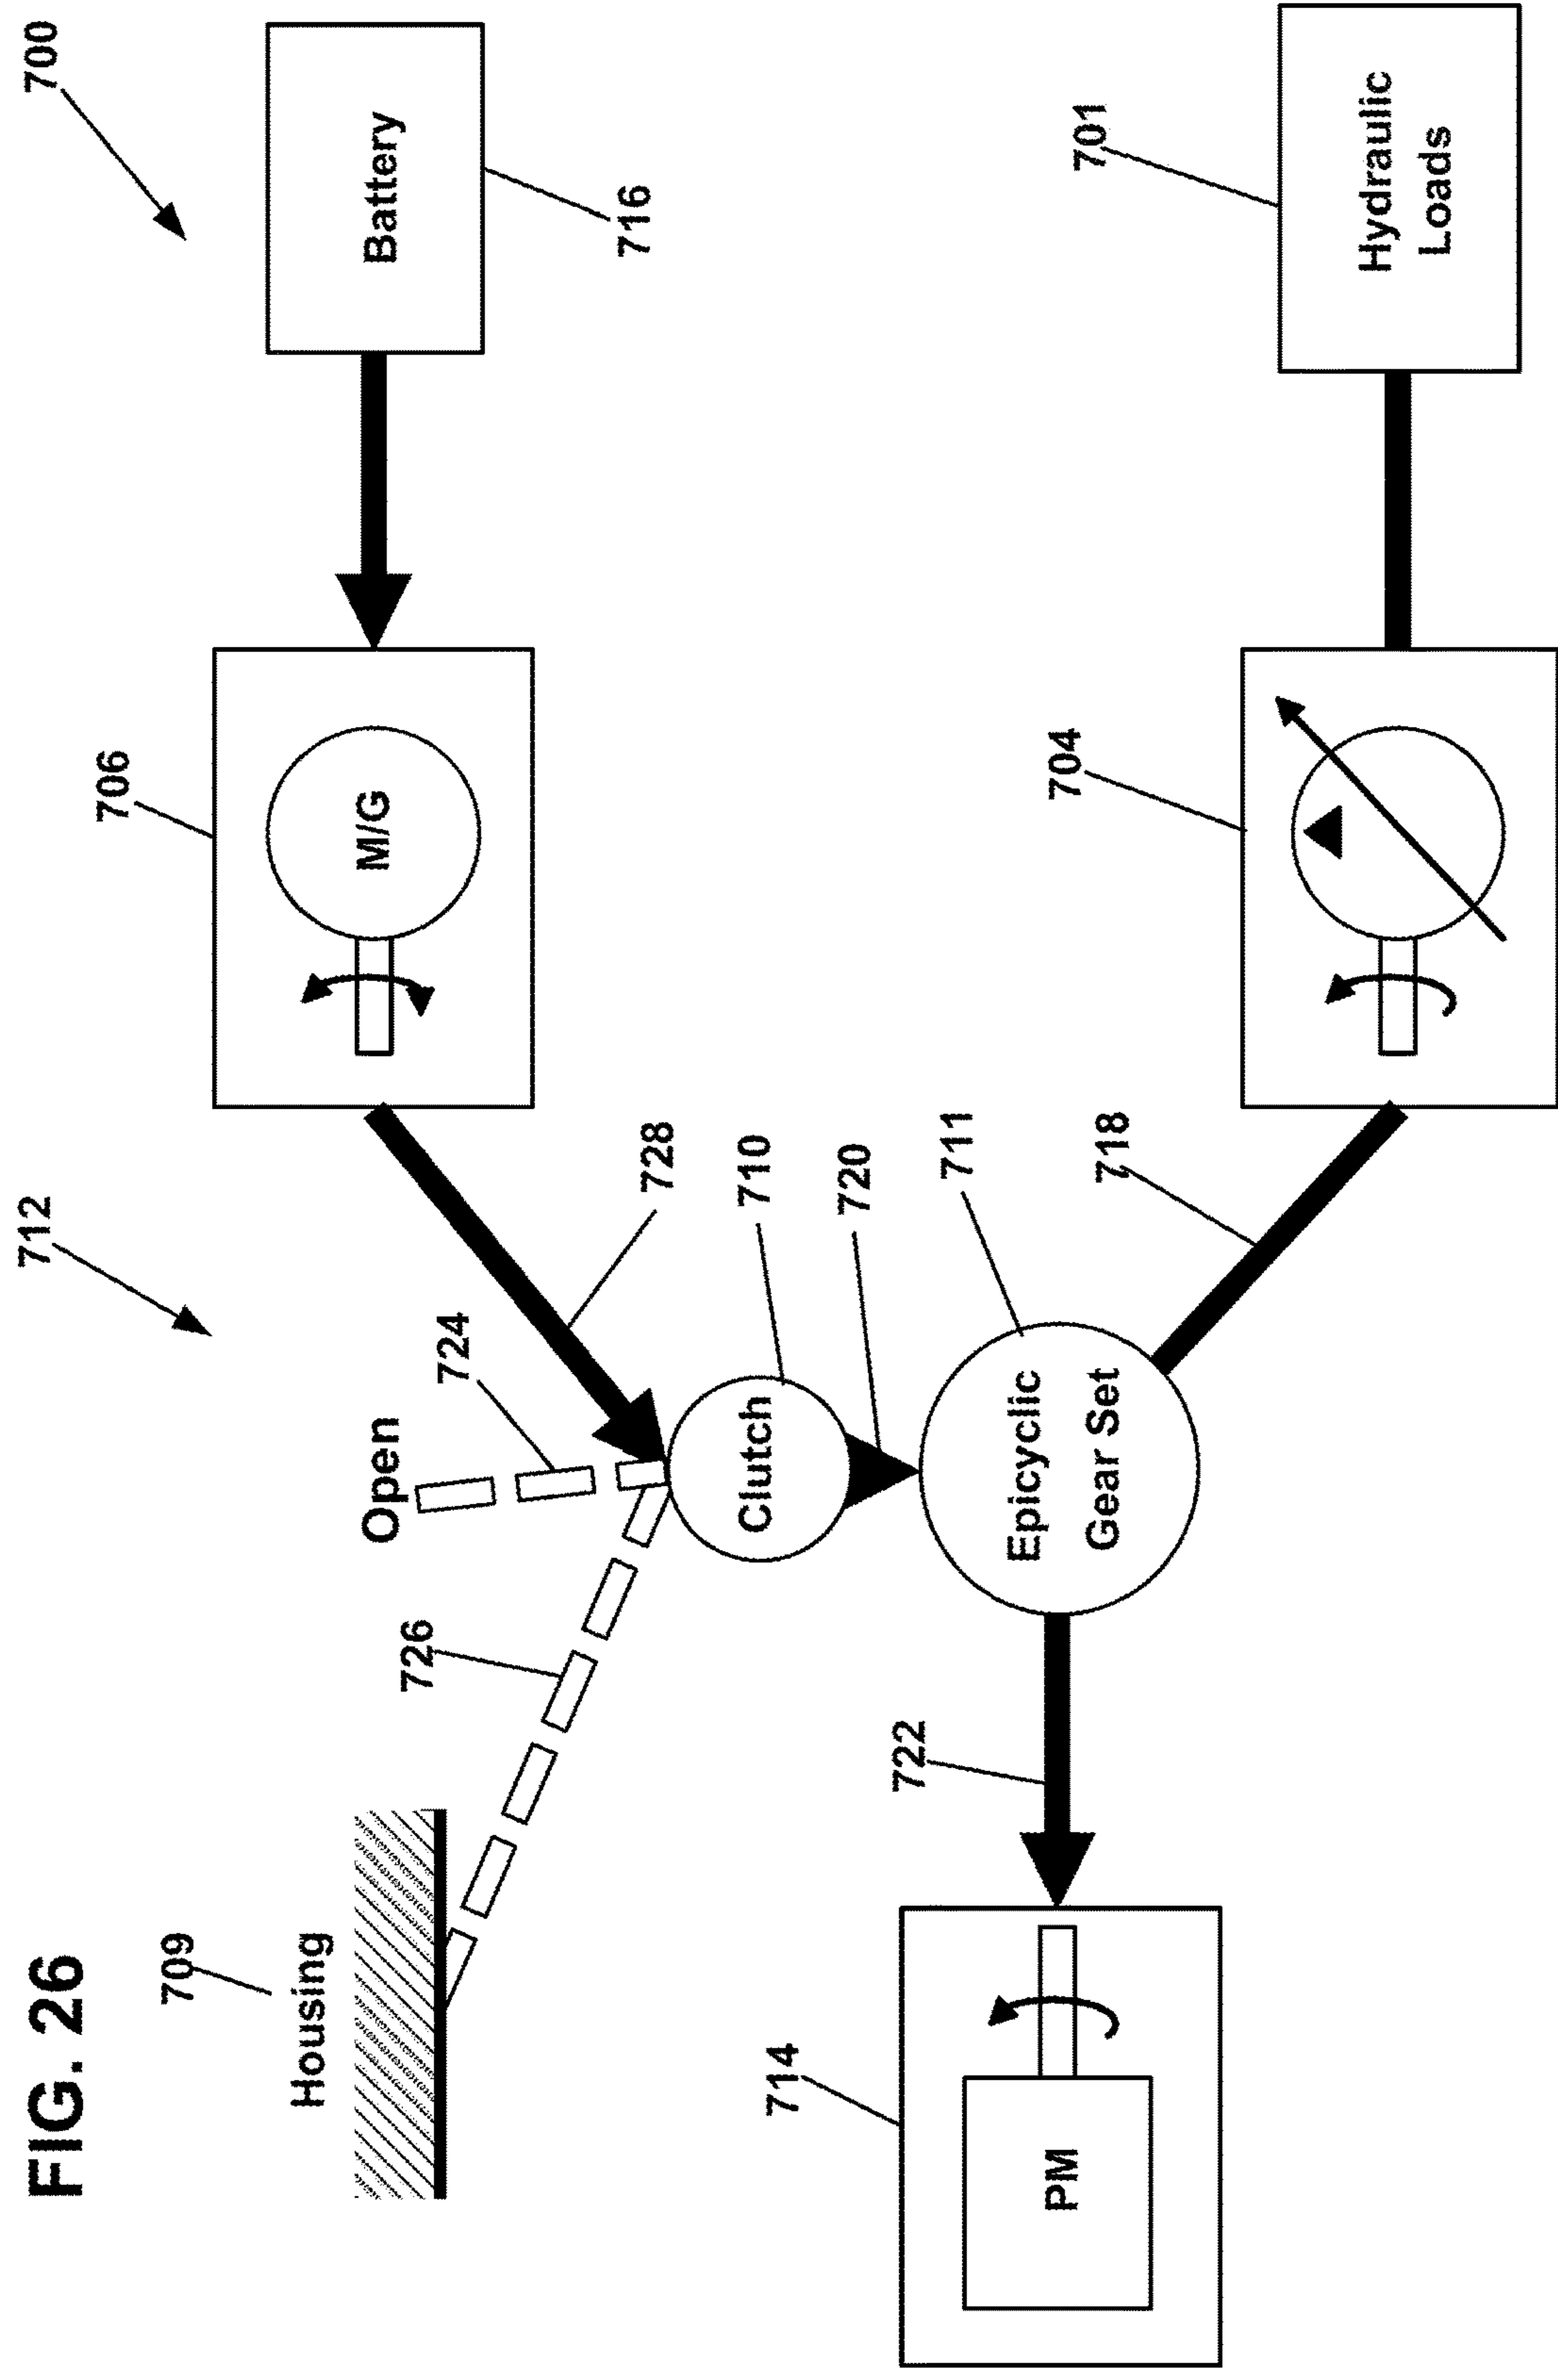 FIG. 26
700
712
709
Housing
706
Battery
716
M/G
Open
724
726
728
710
Clutch
720
711
Epicyclic
Gear Set
722
714
PM
718
704
701
Hydraulic
Loads